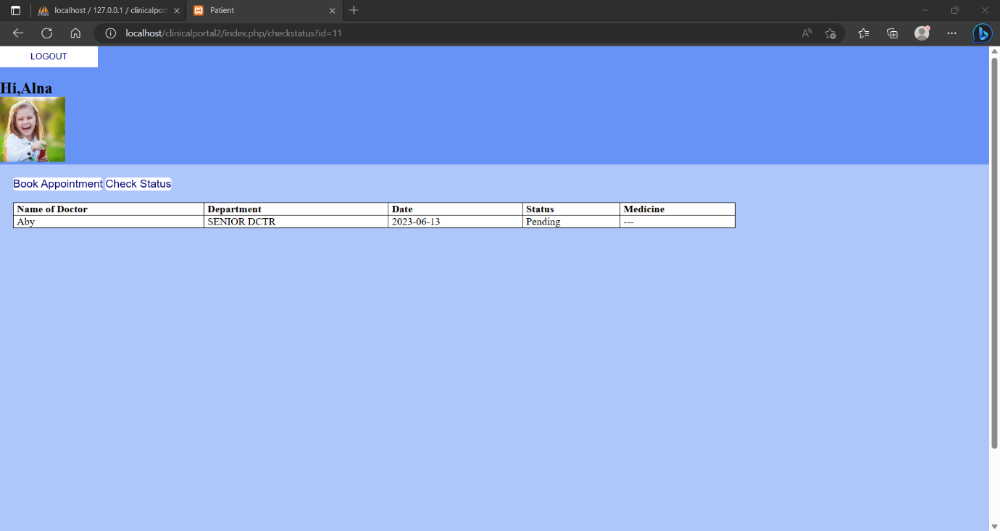 localhost / 127.0.0.1 / clinicalport
Patient
localhost/clinicalportal2/index.php/checkstatus?id=11
LOGOUT
Hi,Alna
Book Appointment Check Status
Name of Doctor Department Date Status Medicine
Aby SENIOR DCTR 2023-06-13 Pending ---